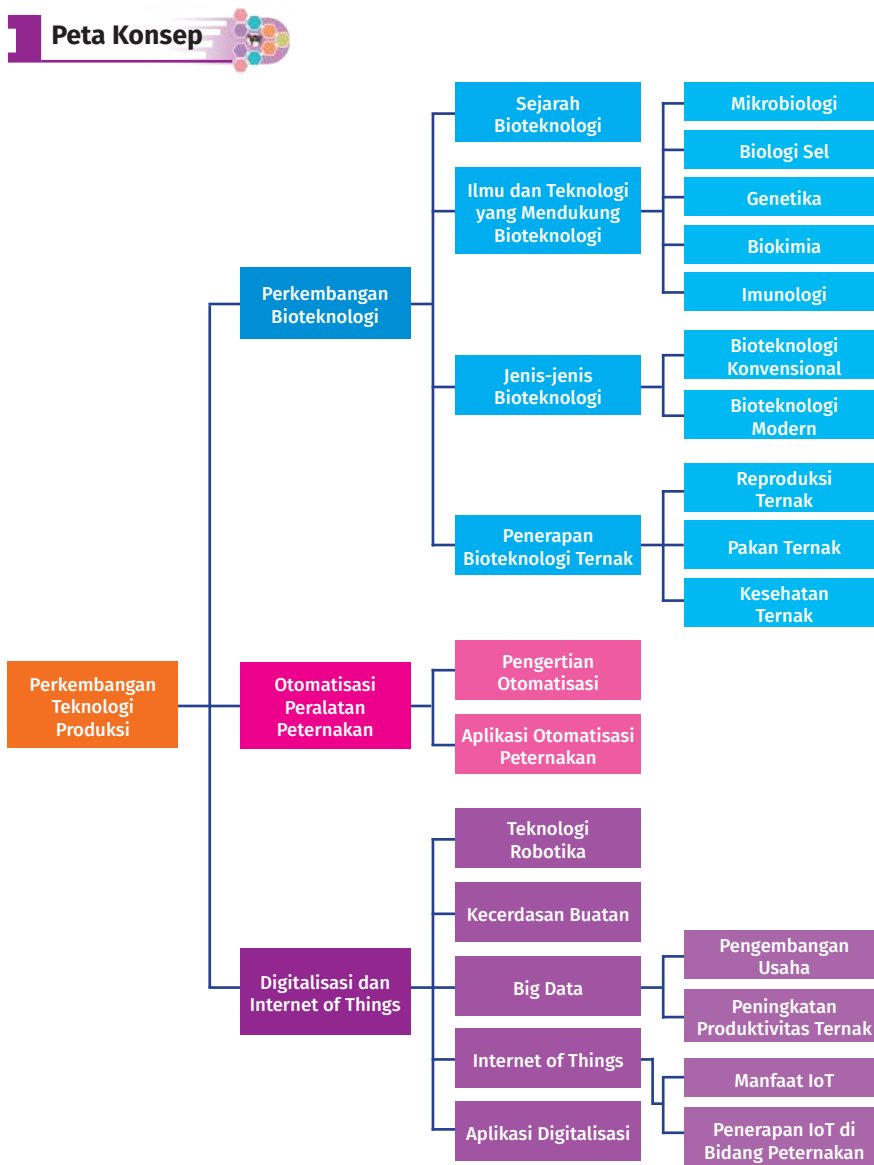 Peta Konsep
Perkembangan
Teknologi
Produksi
Perkembangan
Bioteknologi
Sejarah
Bioteknologi
Ilmu dan Teknologi
yang Mendukung
Bioteknologi
Mikrobiologi
Biologi Sel
Genetika
Biokimia
Imunologi
Jenis-jenis
Bioteknologi
Bioteknologi
Konvensional
Bioteknologi
Modern
Penerapan
Bioteknologi Ternak
Reproduksi
Ternak
Pakan Ternak
Kesehatan
Ternak
Otomatisasi
Peralatan
Peternakan
Pengertian
Otomatisasi
Aplikasi Otomatisasi
Peternakan
Digitalisasi dan
Internet of Things
Teknologi
Robotika
Kecerdasan Buatan
Big Data
Pengembangan
Usaha
Peningkatan
Produktivitas Ternak
Internet of Things
Manfaat IoT
Penerapan IoT di
Bidang Peternakan
Aplikasi Digitalisasi